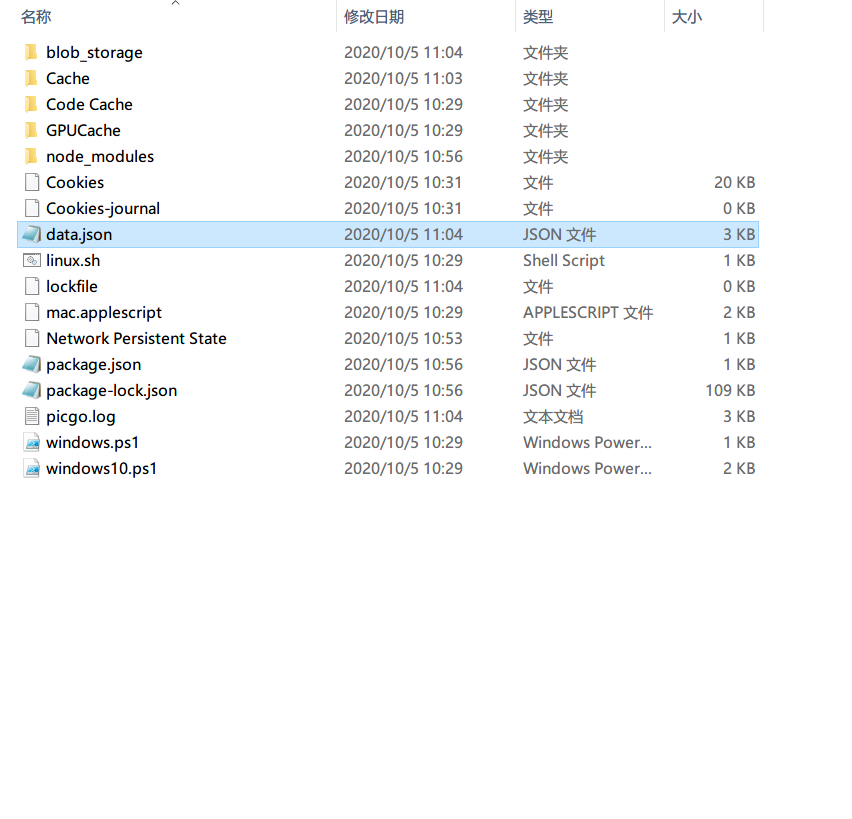 名称 修改日期 类型 大小
blob_storage 2020/10/5 11:04 文件夹
Cache 2020/10/5 11:03 文件夹
Code Cache 2020/10/5 10:29 文件夹
GPUCache 2020/10/5 10:29 文件夹
node_modules 2020/10/5 10:56 文件夹
Cookies 2020/10/5 10:31 文件 20 KB
Cookies-journal 2020/10/5 10:31 文件 0 KB
data.json 2020/10/5 11:04 JSON 文件 3 KB
linux.sh 2020/10/5 10:29 Shell Script 1 KB
lockfile 2020/10/5 11:04 文件 0 KB
mac.applescript 2020/10/5 10:29 APPLESCRIPT 文件 2 KB
Network Persistent State 2020/10/5 10:53 文件 1 KB
package.json 2020/10/5 10:56 JSON 文件 1 KB
package-lock.json 2020/10/5 10:56 JSON 文件 109 KB
picgo.log 2020/10/5 11:04 文本文档 3 KB
windows.ps1 2020/10/5 10:29 Windows Power... 1 KB
windows10.ps1 2020/10/5 10:29 Windows Power... 2 KB